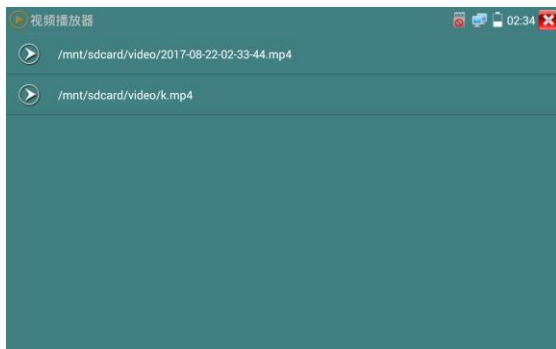 视频播放器 02:34
/mnt/sdcard/video/2017-08-22-02-33-44.mp4
/mnt/sdcard/video/k.mp4